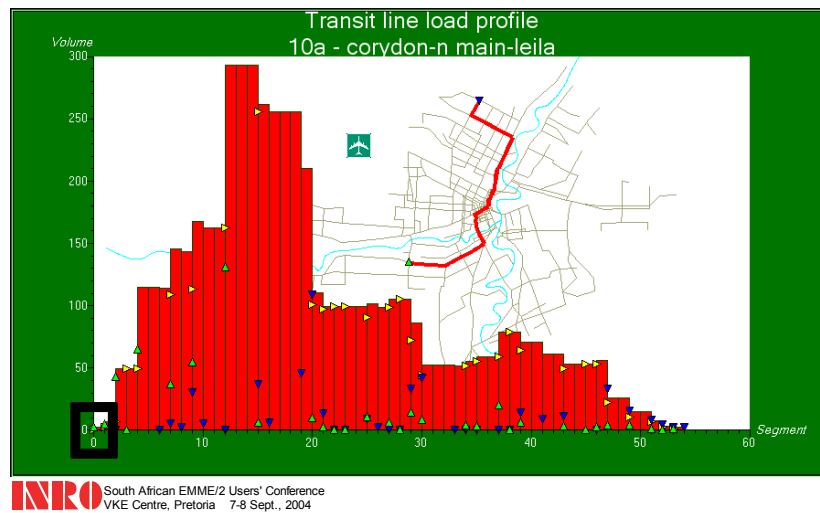 Transit line load profile
10a - corydon-n main-leila
Volume
300
250
200
150
100
50
0
0 10 20 30 40 50 60
Segment
INRO
South African EMME/2 Users' Conference
VKE Centre, Pretoria 7-8 Sept., 2004